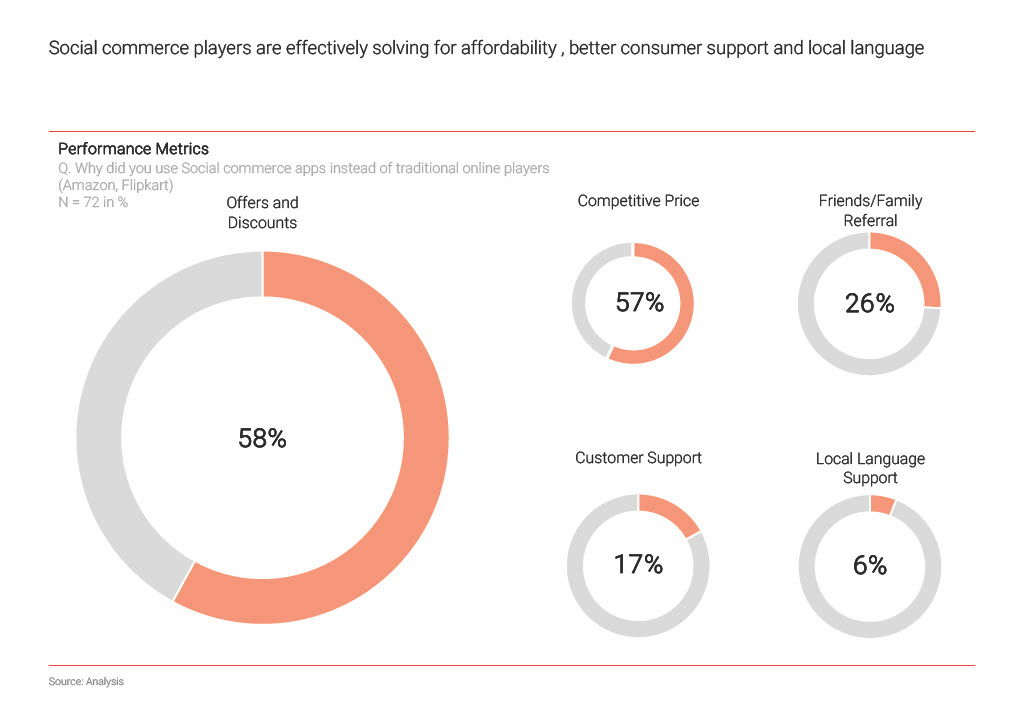 Social commerce players are effectively solving for affordability , better consumer support and local language
Performance Metrics
Q. Why did you use Social commerce apps instead of traditional online players
(Amazon, Flipkart)
N = 72 in %
Offers and
Discounts
58%
Competitive Price
57%
Friends/Family
Referral
26%
Customer Support
17%
Local Language
Support
6%
Source: Analysis